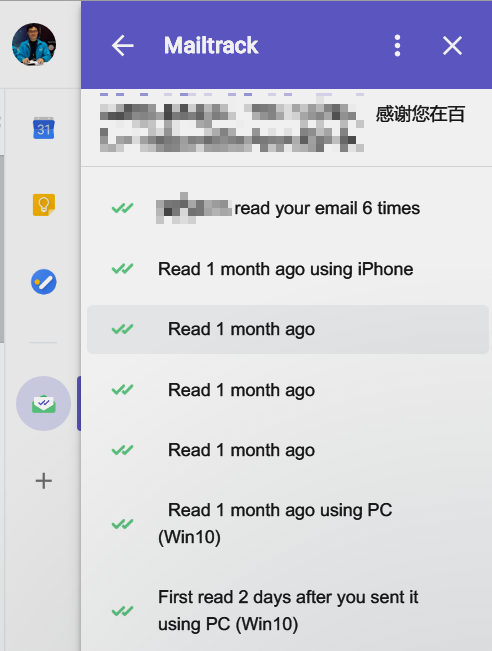 Mailtrack
感谢您在百
31
read your email 6 times
Read 1 month ago using iPhone
Read 1 month ago
Read 1 month ago
Read 1 month ago
Read 1 month ago using PC
(Win10)
First read 2 days after you sent it
using PC (Win10)